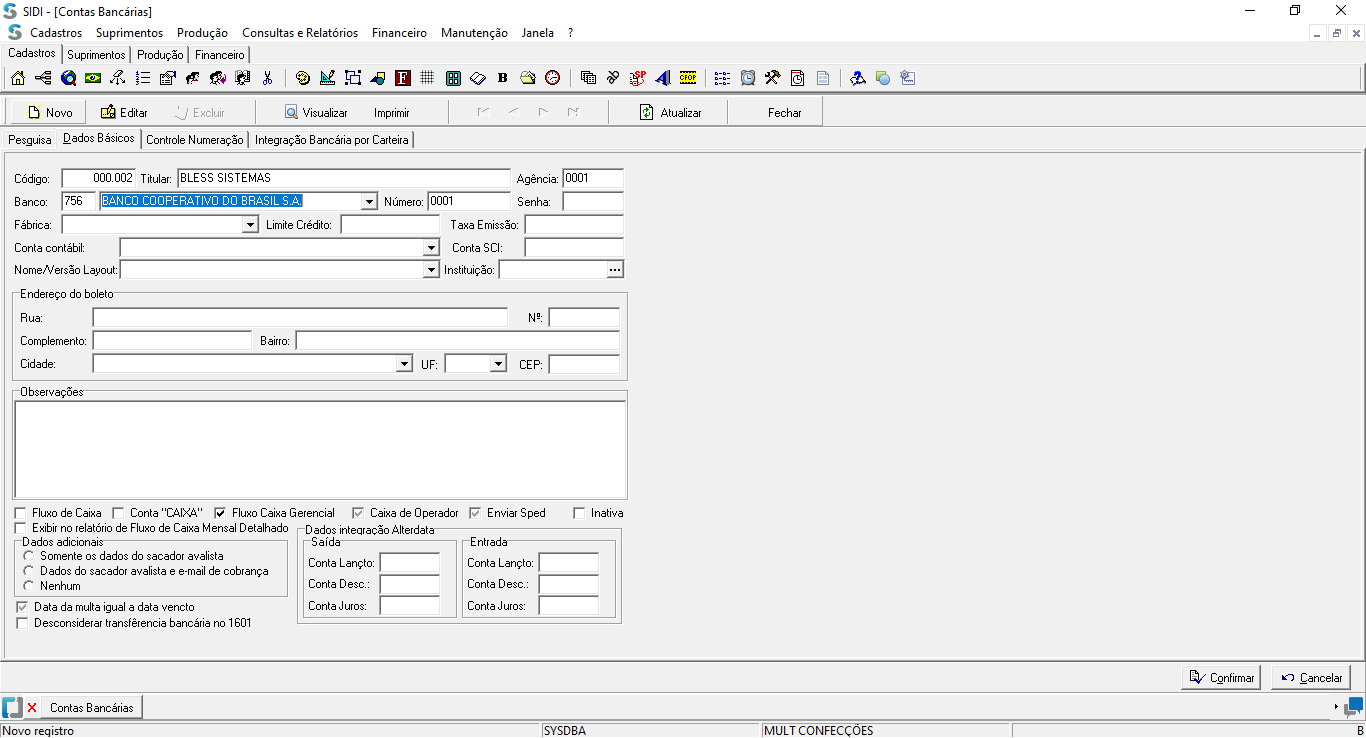 SIDI - [Contas Bancárias]
Cadastros Suprimentos Produção Consultas e Relatórios Financeiro Manutenção Janela ?
Cadastros Suprimentos Produção Financeiro
Novo Editar Excluir Visualizar Imprimir Atualizar Fechar
Pesquisa Dados Básicos Controle Numeração Integração Bancária por Carteira
Código: 000.002 Titular: BLESS SISTEMAS Agência: 0001
Banco: 756 BANCO COOPERATIVO DO BRASIL S.A. Número: 0001 Senha:
Fábrica: Limite Crédito: Taxa Emissão:
Conta contábil: Conta SCI:
Nome/Versão Layout: Instituição: ...
Endereço do boleto
Rua: Nº:
Complemento: Bairro:
Cidade: UF: CEP:
Observações
Fluxo de Caixa Conta "CAIXA" Fluxo Caixa Gerencial Caixa de Operador Enviar Sped Inativa
Exibir no relatório de Fluxo de Caixa Mensal Detalhado
Dados adicionais
Somente os dados do sacador avalista
Dados do sacador avalista e e-mail de cobrança
Nenhum
Data da multa igual a data vencto
Desconsiderar transfêrencia bancária no 1601
Dados integração Alterdata
Saída Entrada
Conta Lançto: Conta Lançto:
Conta Desc.: Conta Desc.:
Conta Juros: Conta Juros:
Confirmar Cancelar
Contas Bancárias
Novo registro SYSDBA MULT CONFECÇÕES B